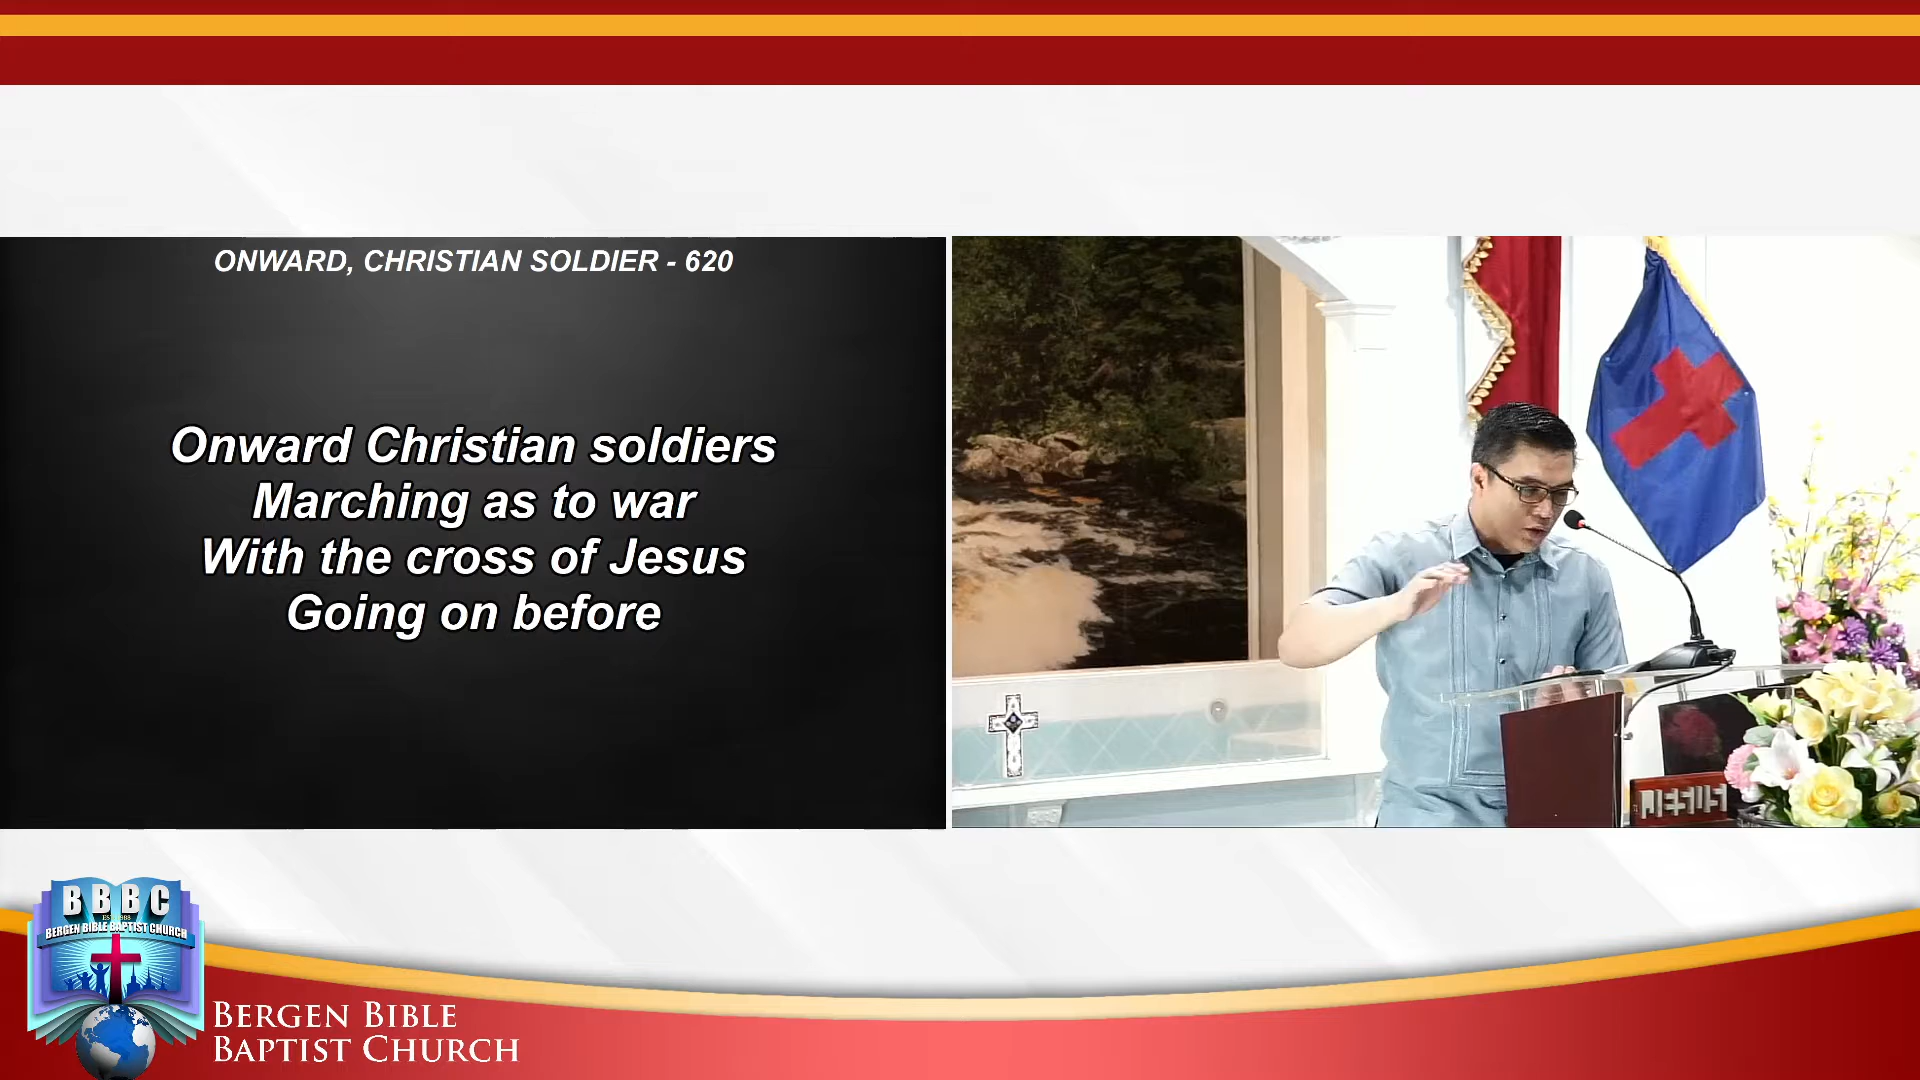 ONWARD, CHRISTIAN SOLDIER - 620
Onward Christian soldiers
Marching as to war
With the cross of Jesus
Going on before
JESUS
BBBC
BERGEN BIBLE BAPTIST CHURCH
BERGEN BIBLE
BAPTIST CHURCH